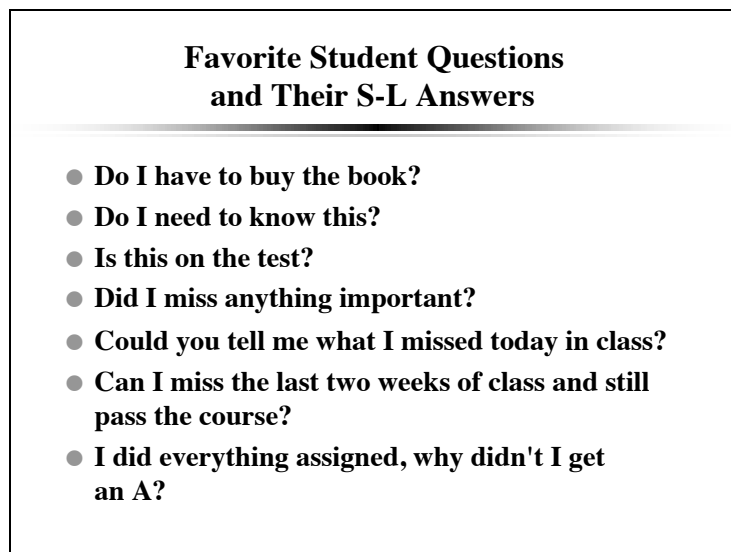 Favorite Student Questions
and Their S-L Answers
Do I have to buy the book?
Do I need to know this?
Is this on the test?
Did I miss anything important?
Could you tell me what I missed today in class?
Can I miss the last two weeks of class and still
pass the course?
I did everything assigned, why didn't I get
an A?